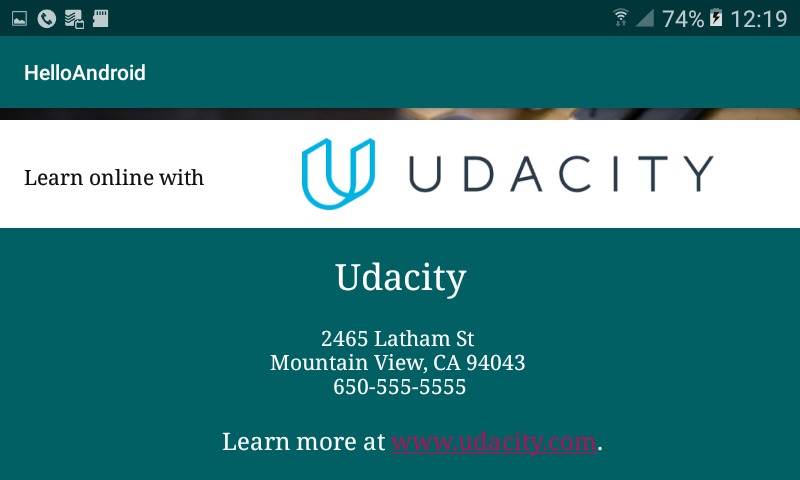 74% 12:19
HelloAndroid
Learn online with
UDACITY
Udacity
2465 Latham St
Mountain View, CA 94043
650-555-5555
Learn more at www.udacity.com.